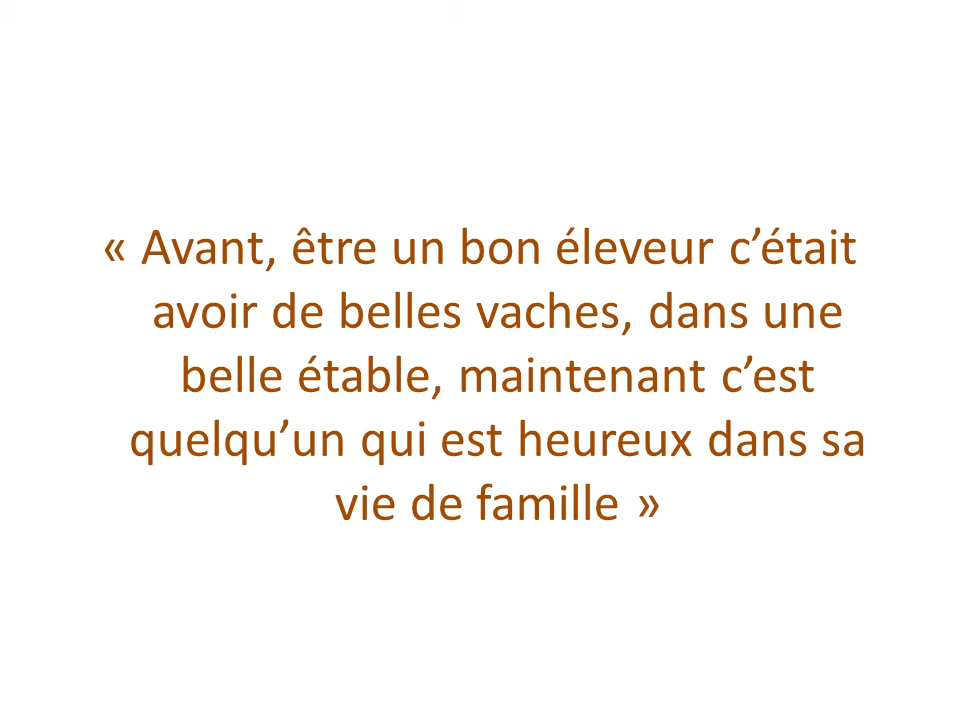 « Avant, être un bon éleveur c’était
avoir de belles vaches, dans une
belle étable, maintenant c’est
quelqu’un qui est heureux dans sa
vie de famille »